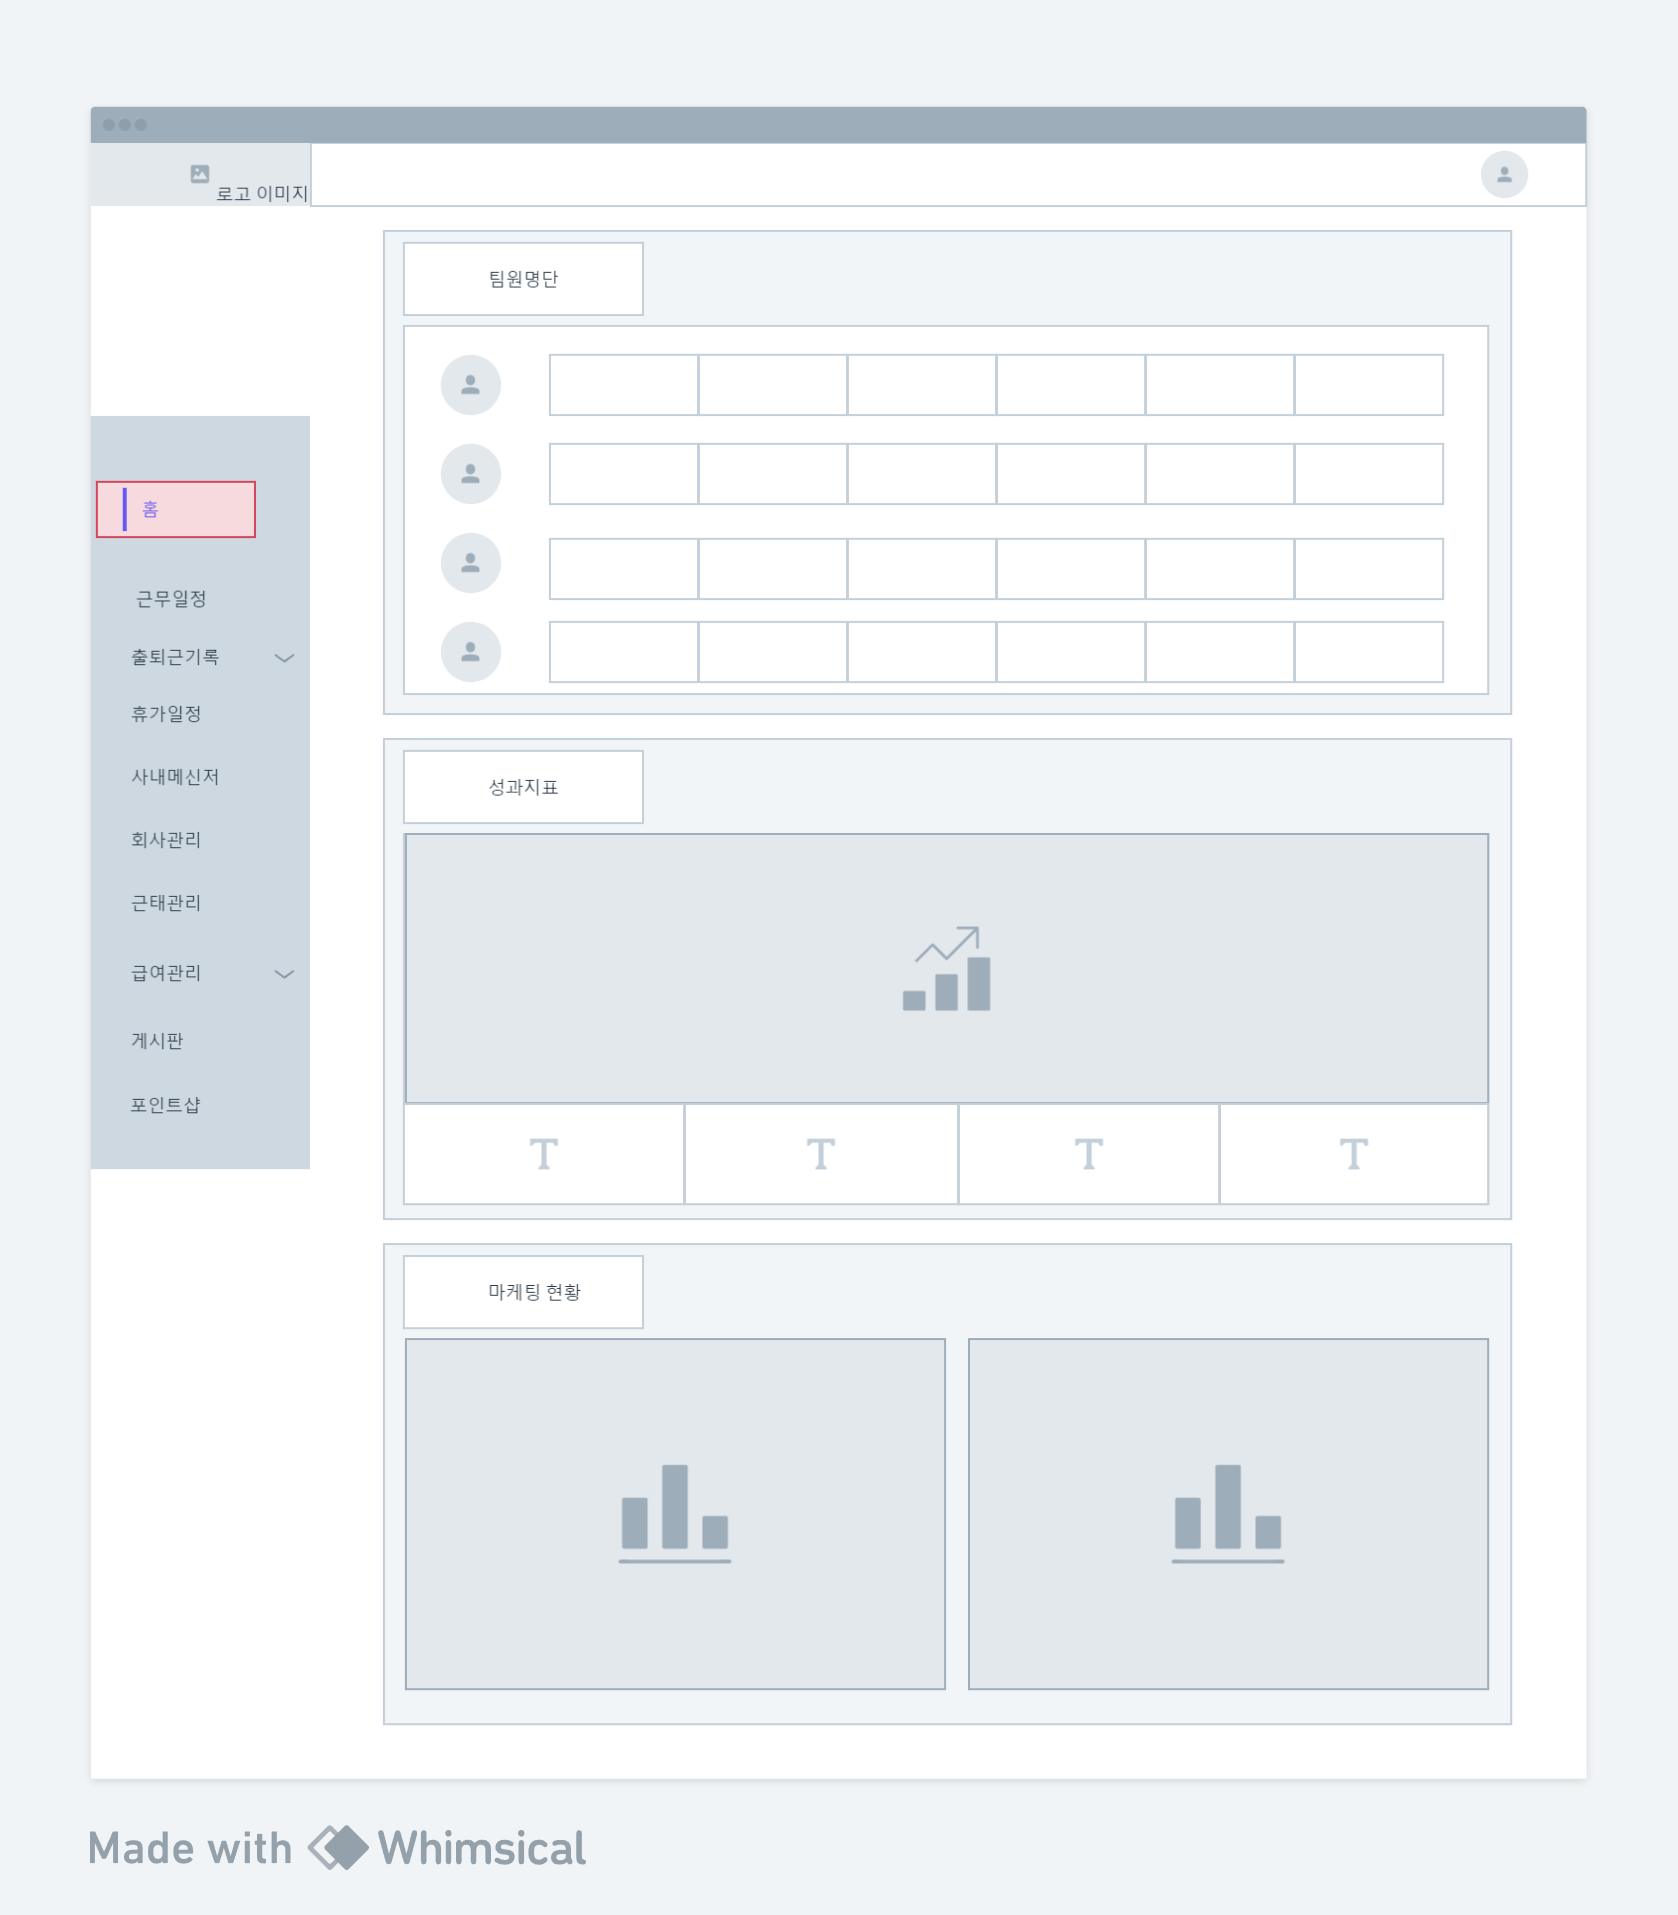 로고 이미지
홈
근무일정
출퇴근기록
휴가일정
사내메신저
회사관리
근태관리
급여관리
게시판
포인트샵
팀원명단
성과지표
T T T T
마케팅 현황
Made with Whimsical